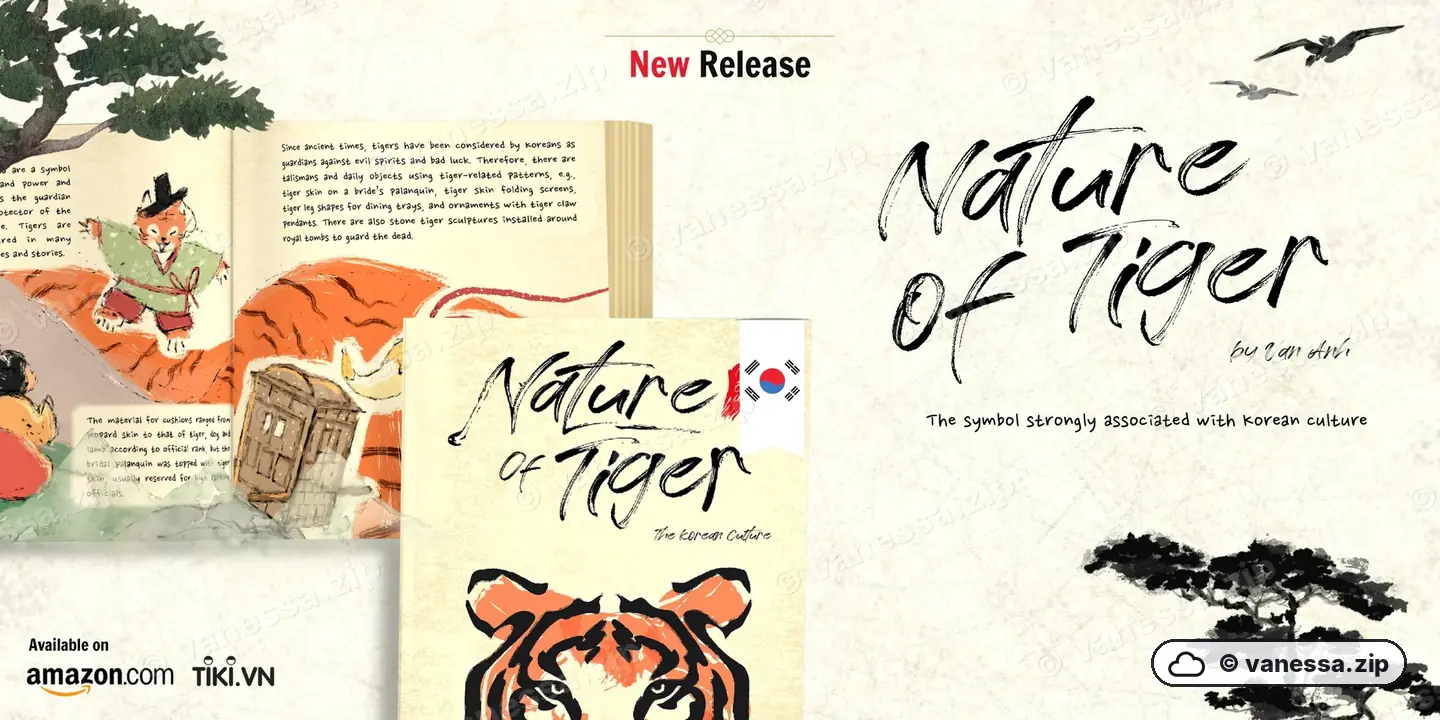 New Release
are a symbol
and power and
s the guardian
otector of the
e. Tigers are
red in many
es and stories.
Since ancient times, tigers have been considered by Koreans as
guardians against evil spirits and bad luck. Therefore, there are
talismans and daily objects using tiger-related patterns, e.g.,
tiger skin on a bride's palanquin, tiger skin folding screens,
tiger leg shapes for dining trays, and ornaments with tiger claw
pendants. There are also stone tiger sculptures installed around
royal tombs to guard the dead.
The material for cushions ranged from
leopard skin to that of tiger, dog and
lamb according to official rank, but the
bridal palanquin was topped with tiger
skin, usually reserved for high ranking
officials.
Nature
Of Tiger
The Korean Culture
Nature
Of Tiger
by Van Anh
The symbol strongly associated with Korean culture
Available on
amazon.com TIKI.VN
© vanessa.zip